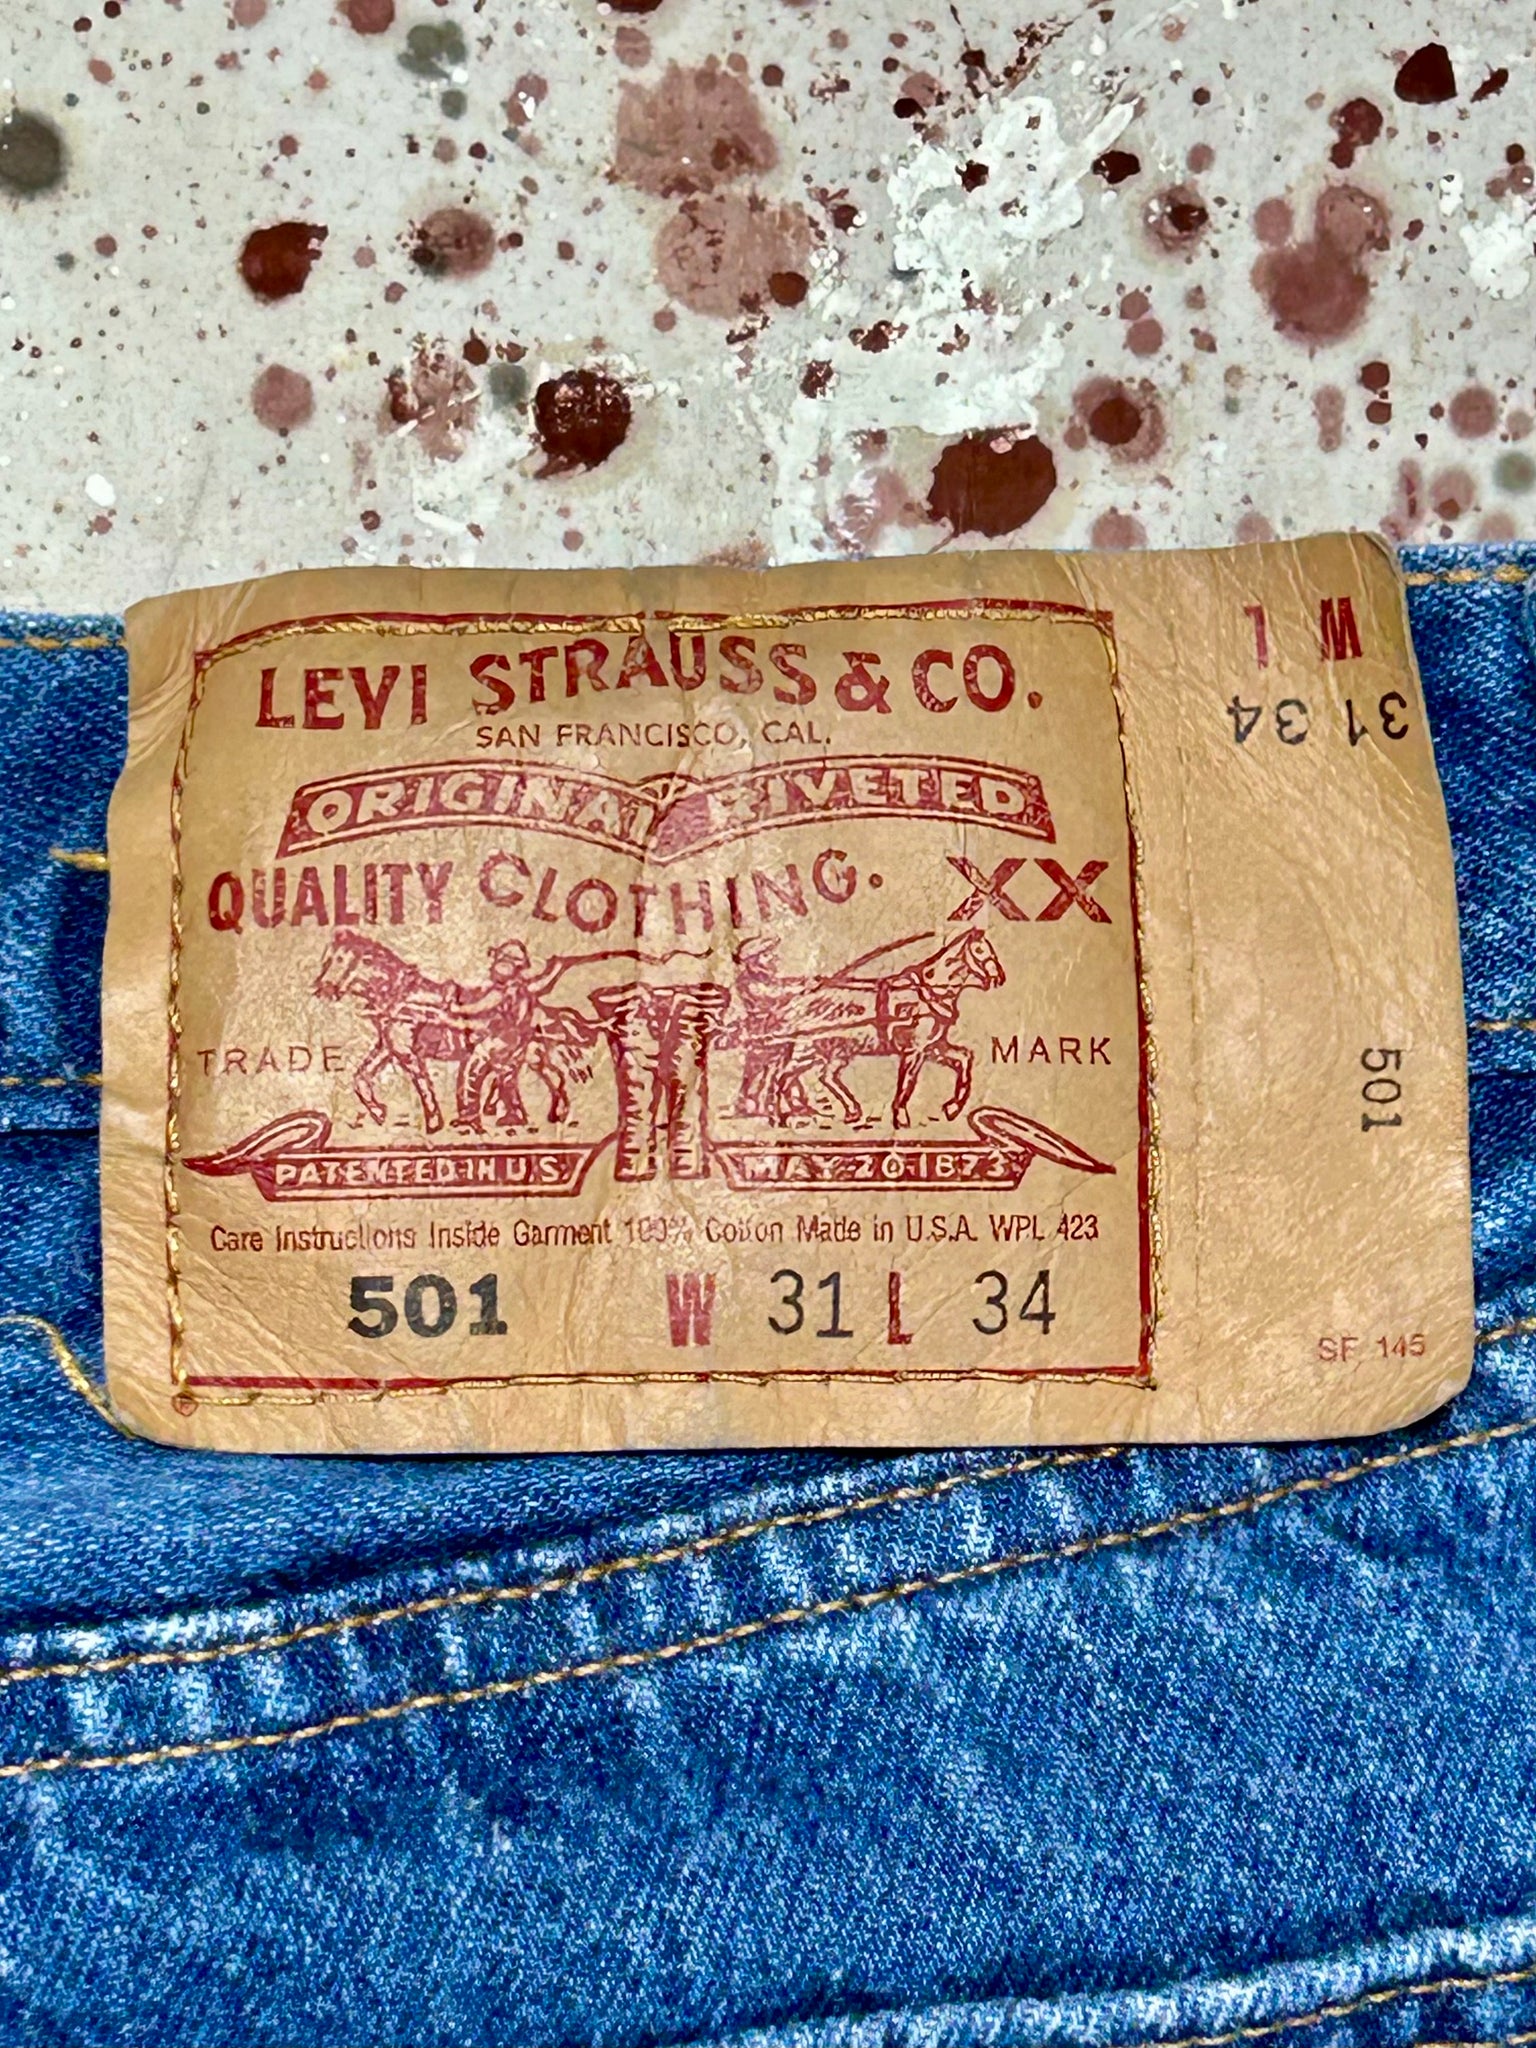 LEVI STRAUSS & CO.
SAN FRANCISCO, CAL.
ORIGINAL RIVETED
QUALITY CLOTHING. XX
TRADE MARK
PATENTED IN U.S. MAY 20 1873
Care Instructions Inside Garment 100% Cotton Made in U.S.A. WPL 423
501 W 31 L 34
®
W L
31 34
501
SF 145